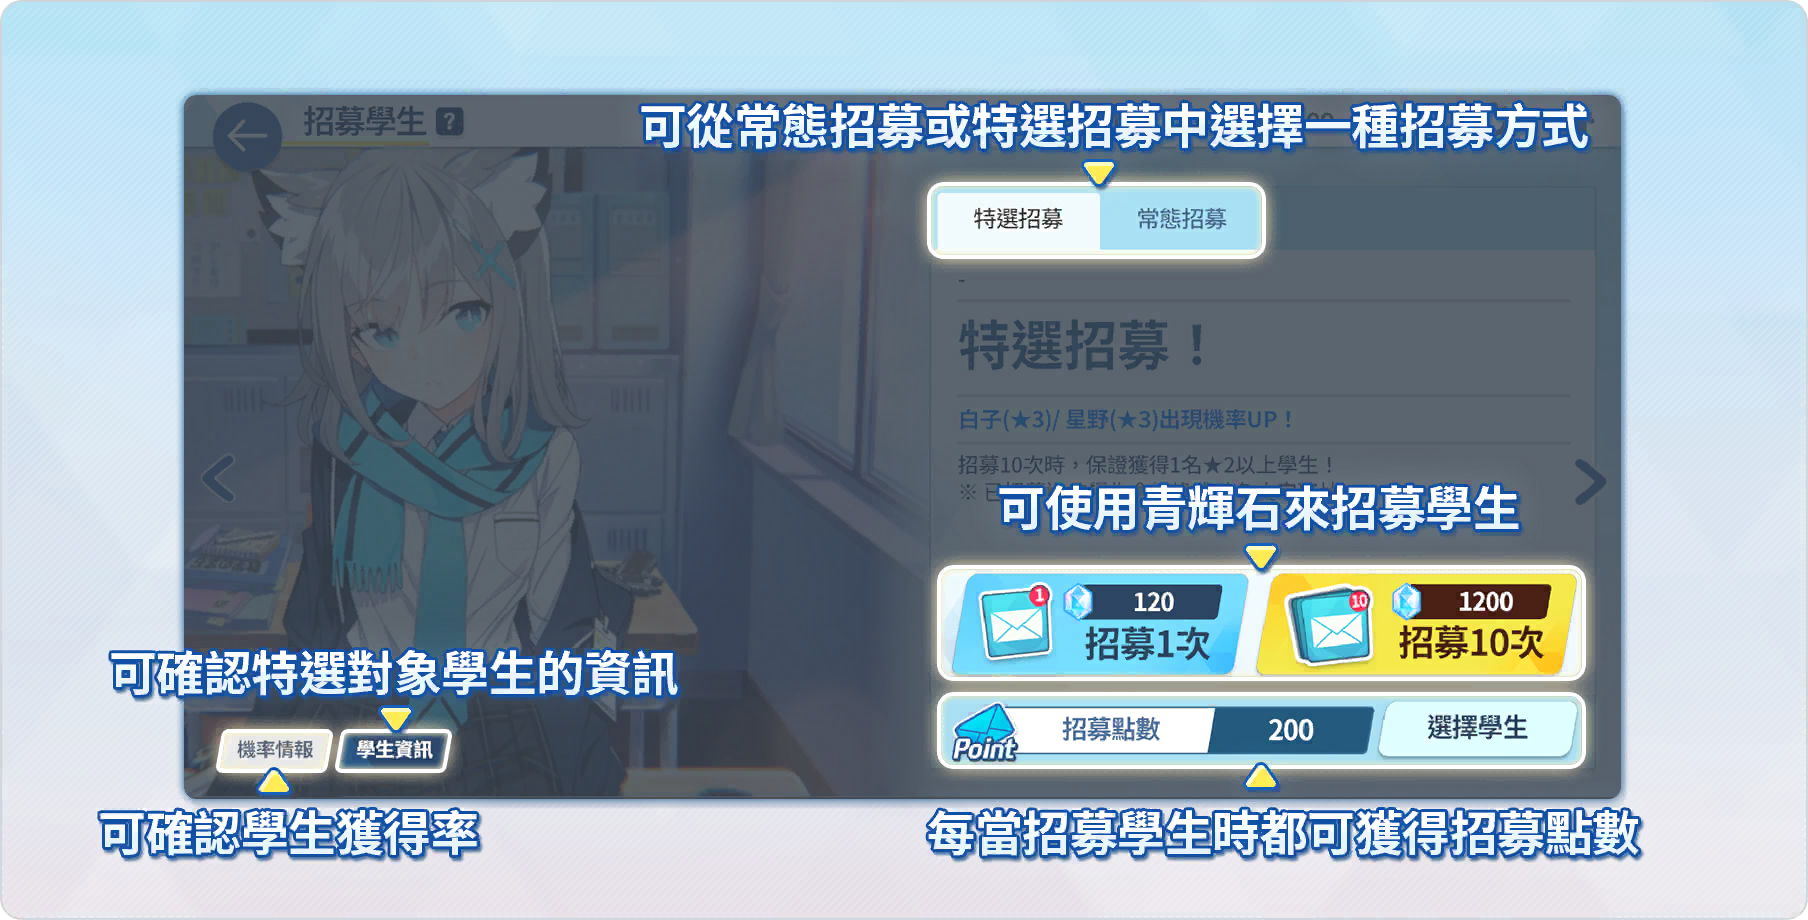 招募學生 ?
可從常態招募或特選招募中選擇一種招募方式
特選招募 常態招募
-
特選招募！
白子(★3)/ 星野(★3)出現機率UP！
招募10次時，保證獲得1名★2以上學生！
可使用青輝石來招募學生
1 120 招募1次
10 1200 招募10次
可確認特選對象學生的資訊
Point 招募點數 200 選擇學生
機率情報 學生資訊
可確認學生獲得率
每當招募學生時都可獲得招募點數